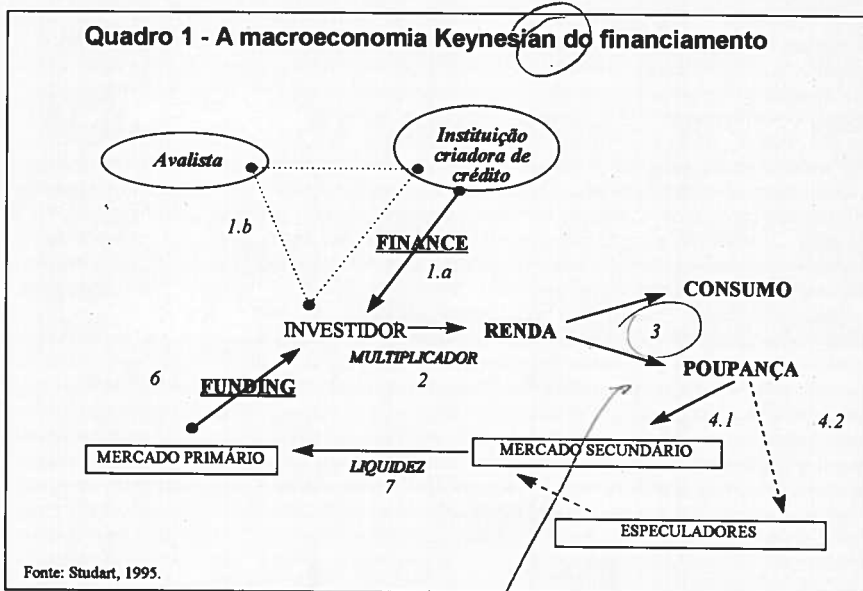 Quadro 1 - A macroeconomia Keynesian do financiamento
Avalista
Instituição
criadora de
crédito
1.b
FINANCE
1.a
INVESTIDOR
MULTIPLICADOR
2
RENDA
CONSUMO
3
POUPANÇA
6
FUNDING
4.1
4.2
MERCADO PRIMÁRIO
LIQUIDEZ
7
MERCADO SECUNDÁRIO
ESPECULADORES
Fonte: Studart, 1995.